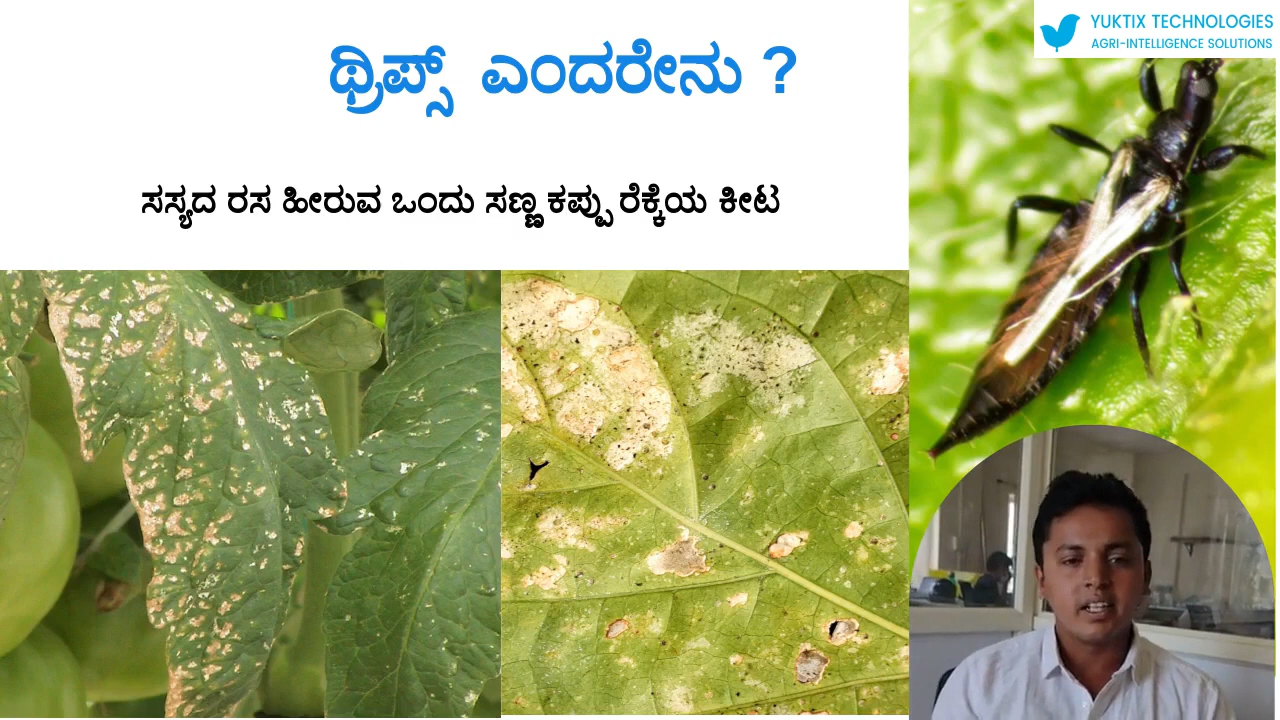 YUKTIX TECHNOLOGIES
AGRI-INTELLIGENCE SOLUTIONS
ಥ್ರಿಪ್ಸ್ ಎಂದರೇನು ?
ಸಸ್ಯದ ರಸ ಹೀರುವ ಒಂದು ಸಣ್ಣ ಕಪ್ಪು ರೆಕ್ಕೆಯ ಕೀಟ